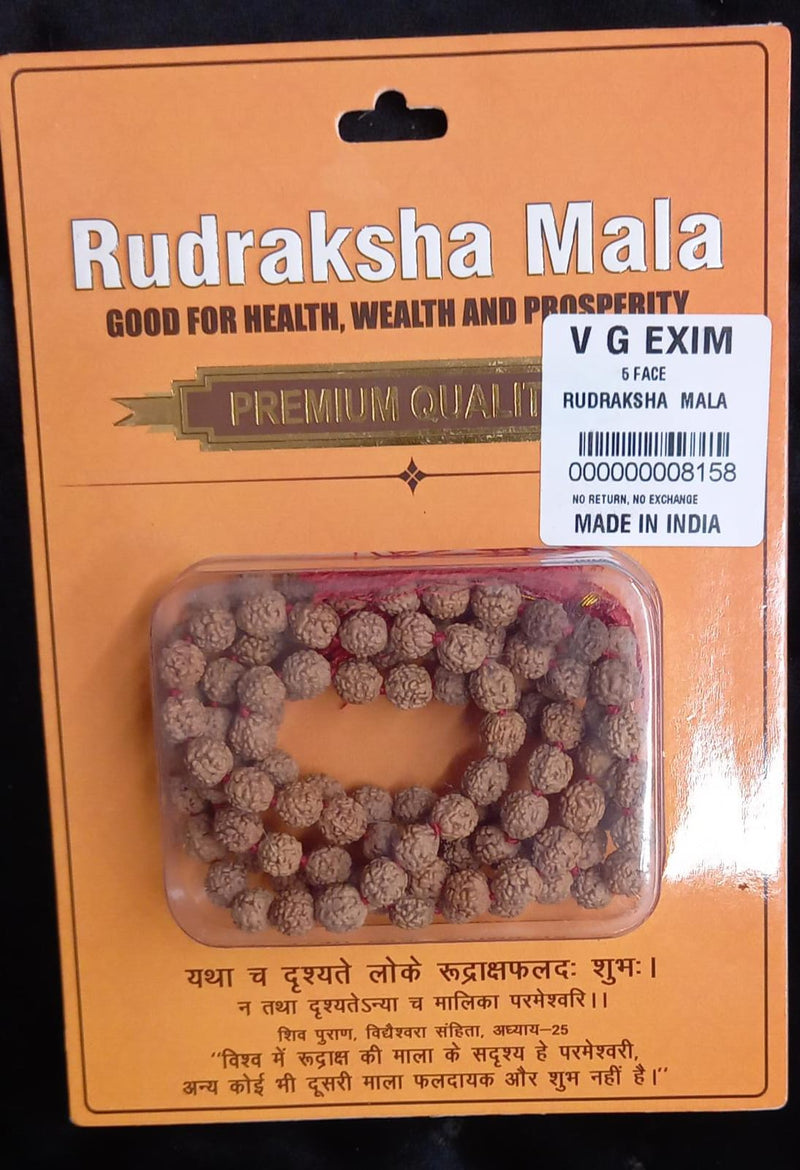 Rudraksha Mala
GOOD FOR HEALTH, WEALTH AND PROSPERITY
PREMIUM QUALIT
V G EXIM
5 FACE
RUDRAKSHA MALA
000000008158
NO RETURN, NO EXCHANGE
MADE IN INDIA
यथा च दृश्यते लोके रूद्राक्षफलदः शुभः।
न तथा दृश्यतेऽन्या च मालिका परमेश्वरि।।
शिव पुराण, विद्यैश्वरा संहिता, अध्याय–25
“विश्व में रूद्राक्ष की माला के सदृश्य हे परमेश्वरी,
अन्य कोई भी दूसरी माला फलदायक और शुभ नहीं है।”